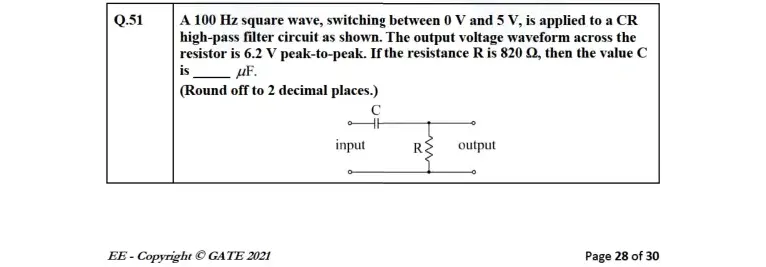 Q.51
A 100 Hz square wave, switching between 0 V and 5 V, is applied to a CR
high-pass filter circuit as shown. The output voltage waveform across the
resistor is 6.2 V peak-to-peak. If the resistance R is 820 Ω, then the value C
is _____ μF.
(Round off to 2 decimal places.)
C
input R output
EE - Copyright © GATE 2021
Page 28 of 30